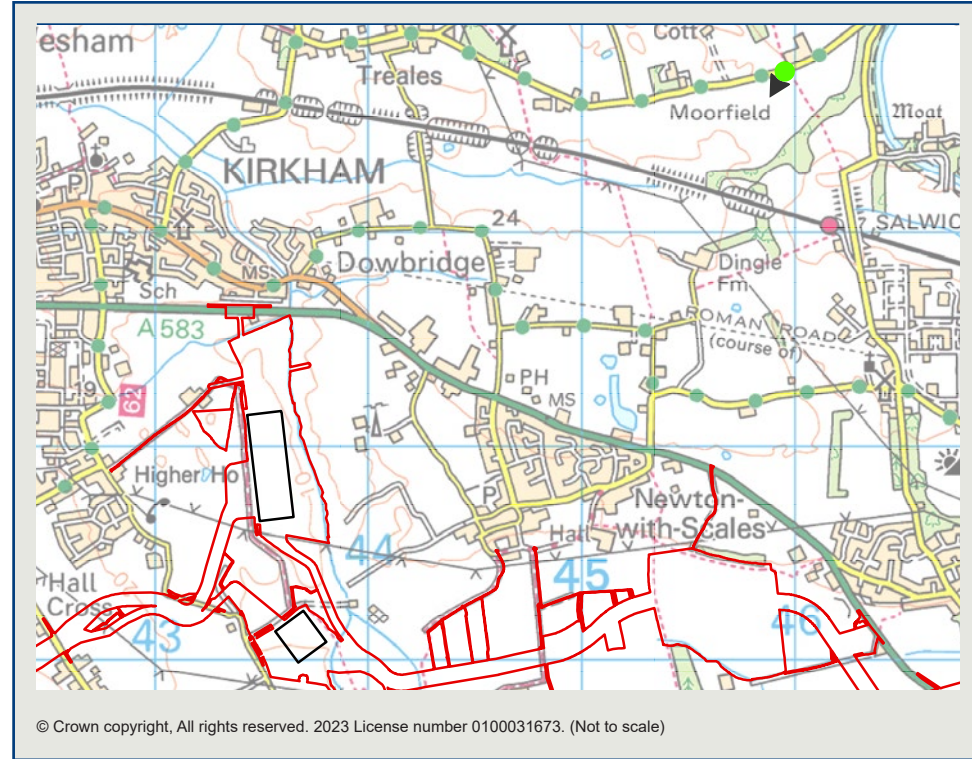 esham
Cott
Treales
Moorfield
Moat
KIRKHAM
P
24
SALWIC
Dowbridge
MS
Dingle
Fm
Sch
A 583
ROMAN ROAD
(course of)
19
62
PH
MS
Higher Ho
P
Newton-
with-Scales
Hall
44
45
Hall
Cross
43
46
© Crown copyright, All rights reserved. 2023 License number 0100031673. (Not to scale)